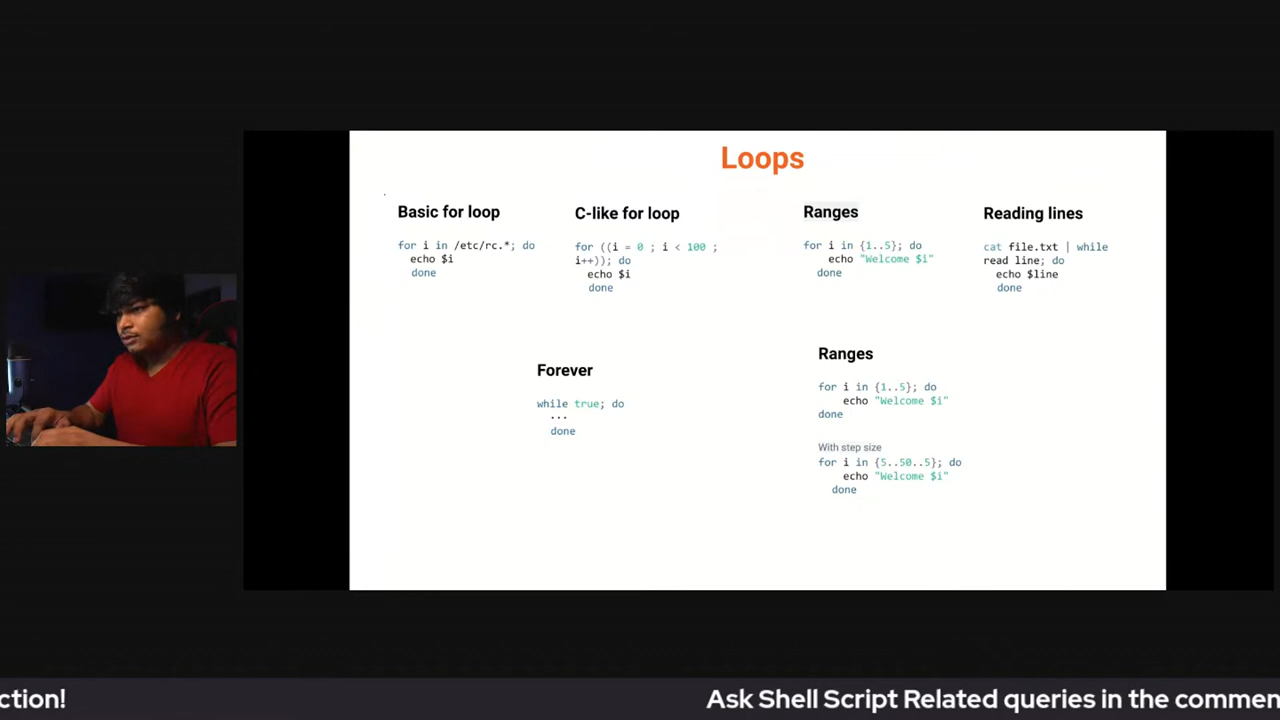 Loops
Basic for loop
for i in /etc/rc.*; do
echo $i
done
C-like for loop
for ((i = 0 ; i < 100 ;
i++)); do
echo $i
done
Ranges
for i in {1..5}; do
echo "Welcome $i"
done
Reading lines
cat file.txt | while
read line; do
echo $line
done
Forever
while true; do
...
done
Ranges
for i in {1..5}; do
echo "Welcome $i"
done
With step size
for i in {5..50..5}; do
echo "Welcome $i"
done
ction!
Ask Shell Script Related queries in the commen